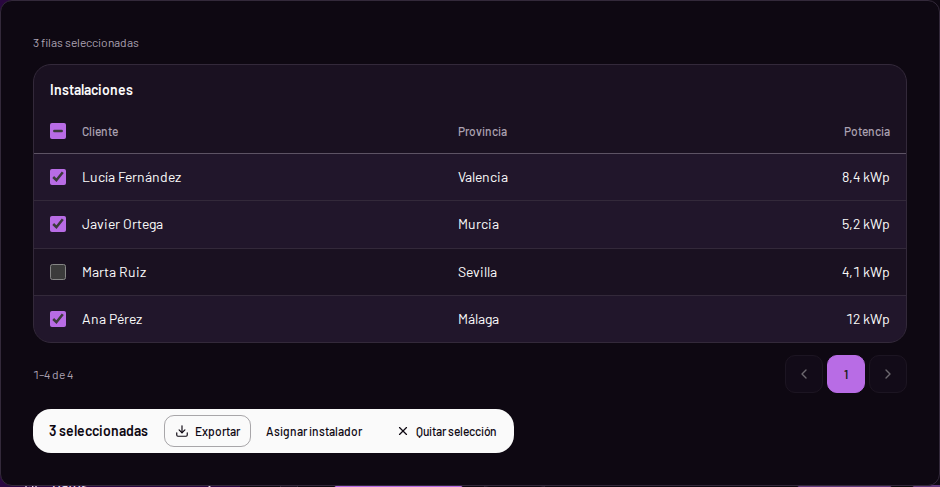 3 filas seleccionadas
Instalaciones
Cliente Provincia Potencia
Lucía Fernández Valencia 8,4 kWp
Javier Ortega Murcia 5,2 kWp
Marta Ruiz Sevilla 4,1 kWp
Ana Pérez Málaga 12 kWp
1–4 de 4 1
3 seleccionadas Exportar Asignar instalador Quitar selección